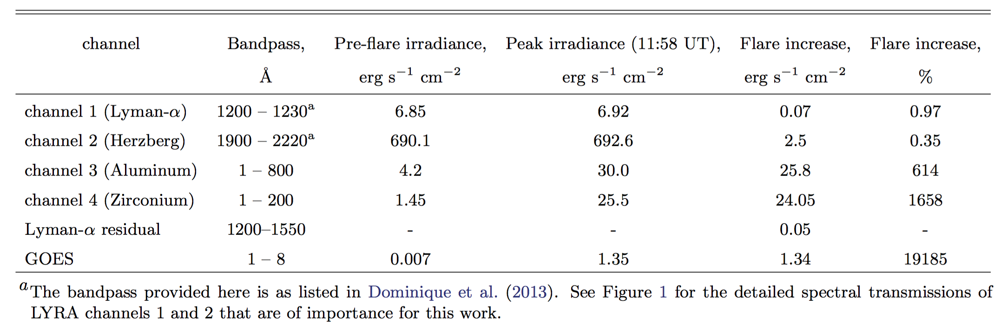 channel Bandpass, Pre-flare irradiance, Peak irradiance (11:58 UT), Flare increase, Flare increase,
Å erg s⁻¹ cm⁻² erg s⁻¹ cm⁻² erg s⁻¹ cm⁻² %
channel 1 (Lyman-α) 1200 – 1230ᵃ 6.85 6.92 0.07 0.97
channel 2 (Herzberg) 1900 – 2220ᵃ 690.1 692.6 2.5 0.35
channel 3 (Aluminum) 1 – 800 4.2 30.0 25.8 614
channel 4 (Zirconium) 1 – 200 1.45 25.5 24.05 1658
Lyman-α residual 1200–1550 - - 0.05 -
GOES 1 – 8 0.007 1.35 1.34 19185
ᵃThe bandpass provided here is as listed in Dominique et al. (2013). See Figure 1 for the detailed spectral transmissions of
LYRA channels 1 and 2 that are of importance for this work.